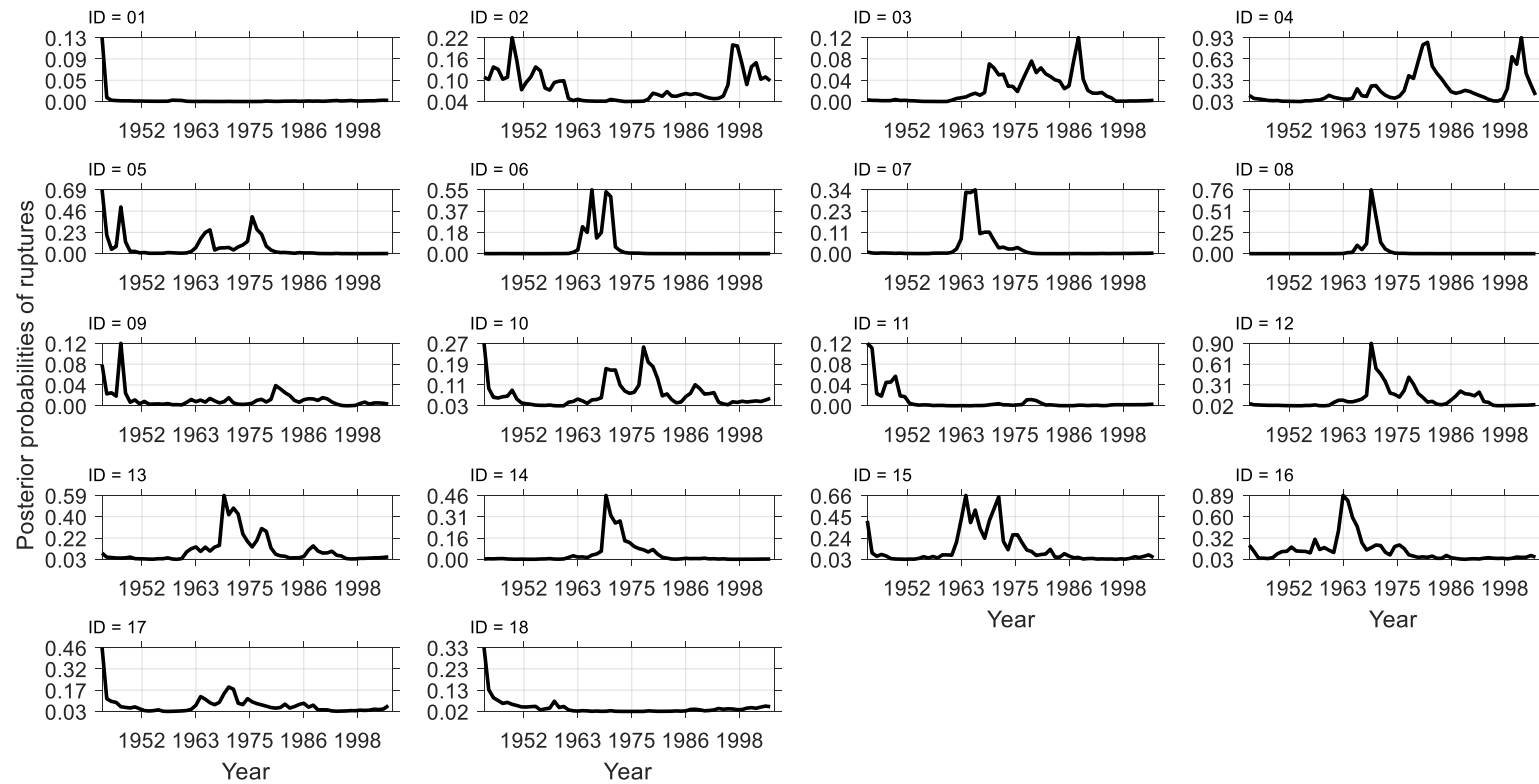 ID = 01
0.13
0.09
0.05
0.00
1952 1963 1975 1986 1998
ID = 02
0.22
0.16
0.10
0.04
1952 1963 1975 1986 1998
ID = 03
0.12
0.08
0.04
0.00
1952 1963 1975 1986 1998
ID = 04
0.93
0.63
0.33
0.03
1952 1963 1975 1986 1998
Posterior probabilities of ruptures
ID = 05
0.69
0.46
0.23
0.00
1952 1963 1975 1986 1998
ID = 06
0.55
0.37
0.18
0.00
1952 1963 1975 1986 1998
ID = 07
0.34
0.23
0.11
0.00
1952 1963 1975 1986 1998
ID = 08
0.76
0.51
0.25
0.00
1952 1963 1975 1986 1998
ID = 09
0.12
0.08
0.04
0.00
1952 1963 1975 1986 1998
ID = 10
0.27
0.19
0.11
0.03
1952 1963 1975 1986 1998
ID = 11
0.12
0.08
0.04
0.00
1952 1963 1975 1986 1998
ID = 12
0.90
0.61
0.31
0.02
1952 1963 1975 1986 1998
ID = 13
0.59
0.40
0.22
0.03
1952 1963 1975 1986 1998
ID = 14
0.46
0.31
0.16
0.00
1952 1963 1975 1986 1998
ID = 15
0.66
0.45
0.24
0.03
1952 1963 1975 1986 1998
Year
ID = 16
0.89
0.60
0.32
0.03
1952 1963 1975 1986 1998
Year
ID = 17
0.46
0.32
0.17
0.03
1952 1963 1975 1986 1998
Year
ID = 18
0.33
0.23
0.13
0.02
1952 1963 1975 1986 1998
Year